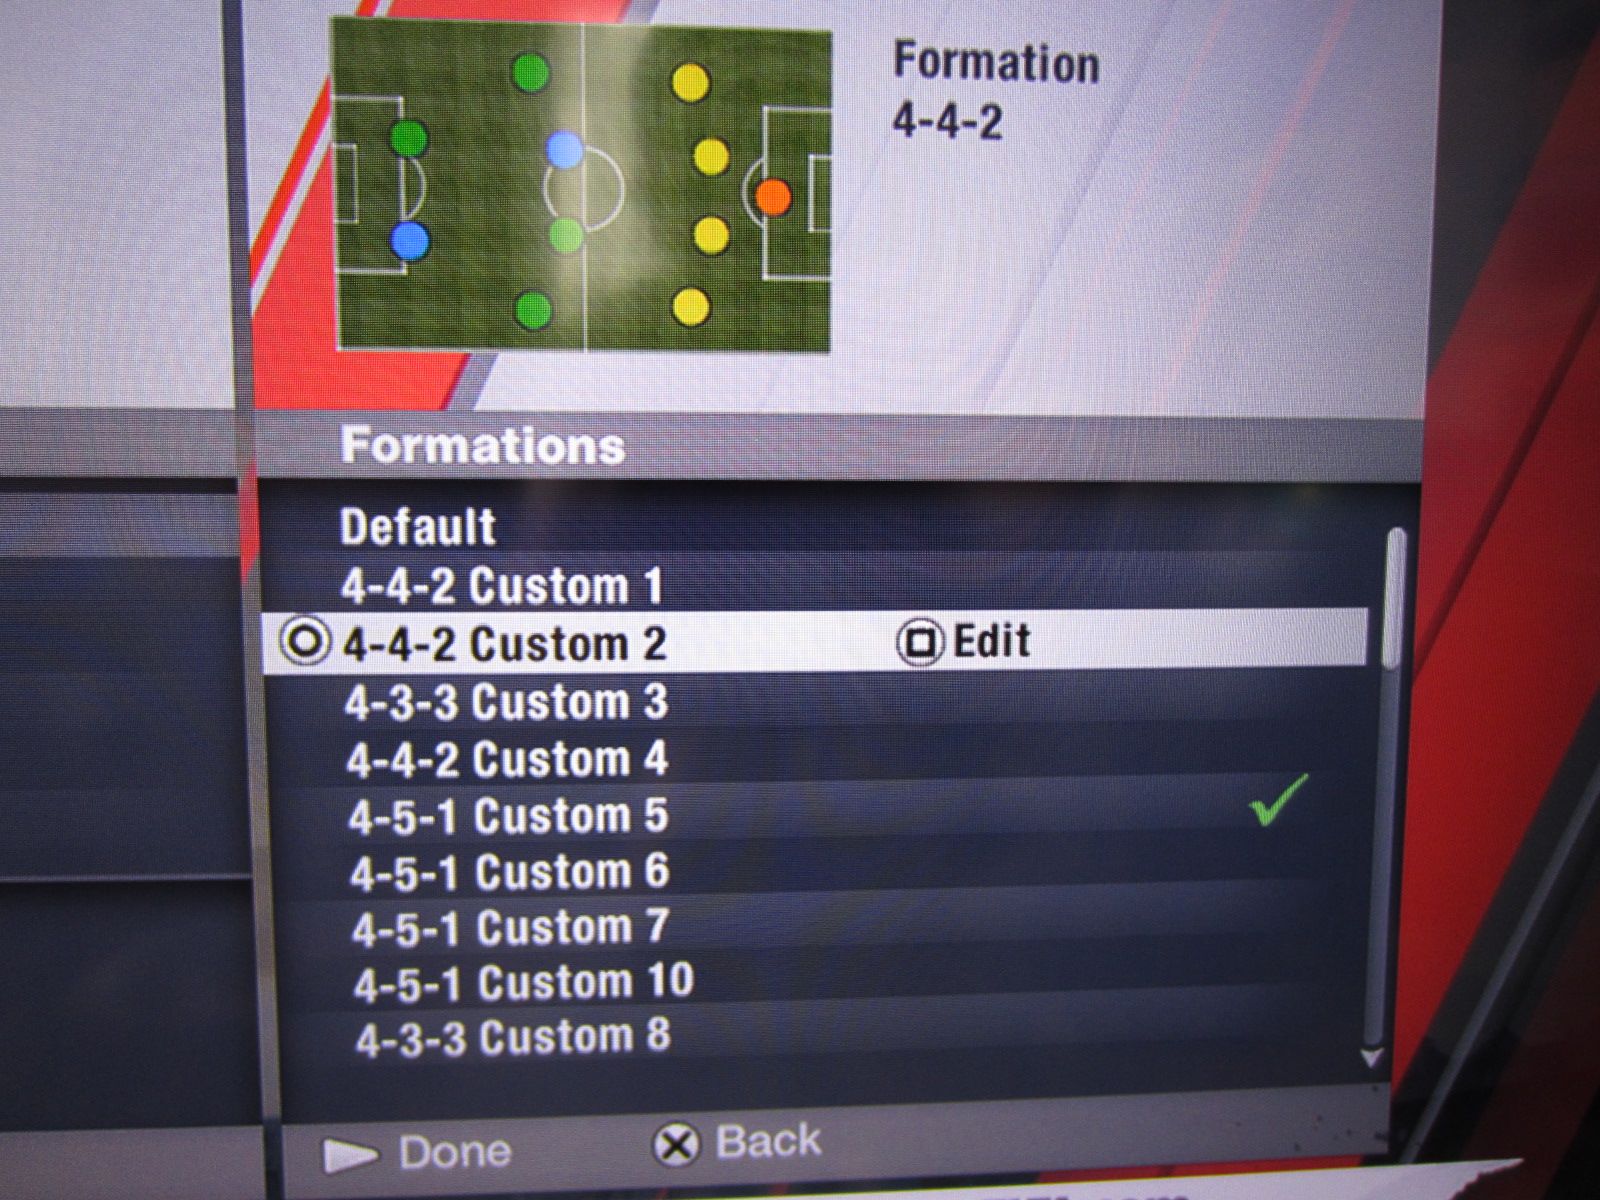 Formation
4-4-2
Formations
Default
4-4-2 Custom 1
4-4-2 Custom 2 Edit
4-3-3 Custom 3
4-4-2 Custom 4
4-5-1 Custom 5
4-5-1 Custom 6
4-5-1 Custom 7
4-5-1 Custom 10
4-3-3 Custom 8
Done Back